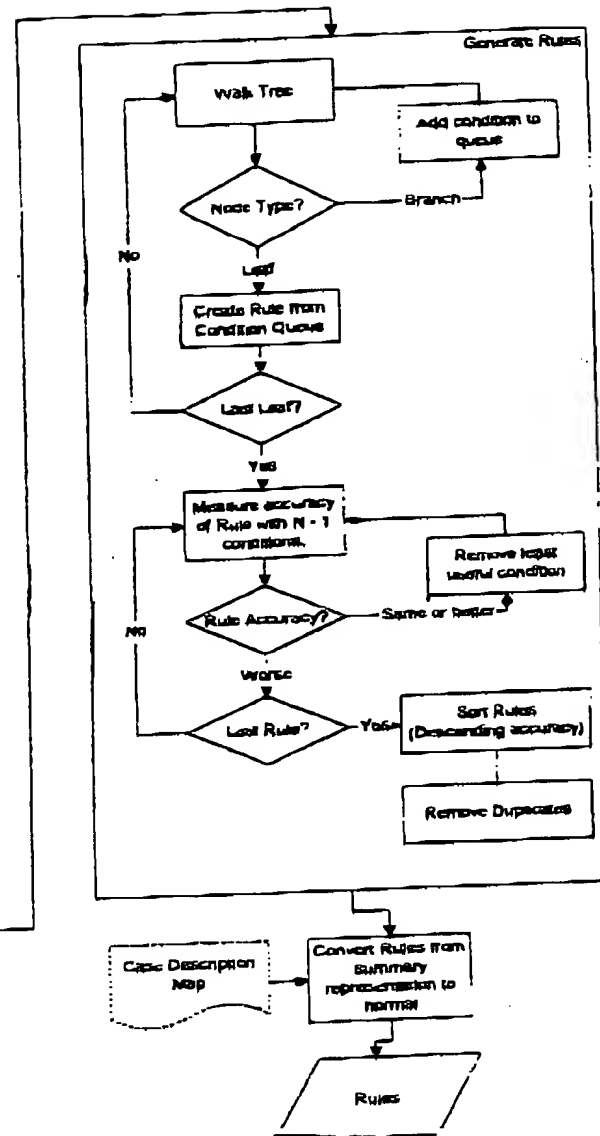 Generate Rules
Walk Tree
Add condition to
queue
Node Type?
Branch
No
Leaf
Create Rule from
Condition Queue
Last Leaf?
Yes
Measure accuracy
of Rule with N - 1
conditions.
Remove least
useful condition
Rule Accuracy?
Same or better
No
Worse
Last Rule?
Yes
Sort Rules
(Descending accuracy)
Remove Duplicates
Case Description
Map
Convert Rules from
summary
representation to
normal
Rules